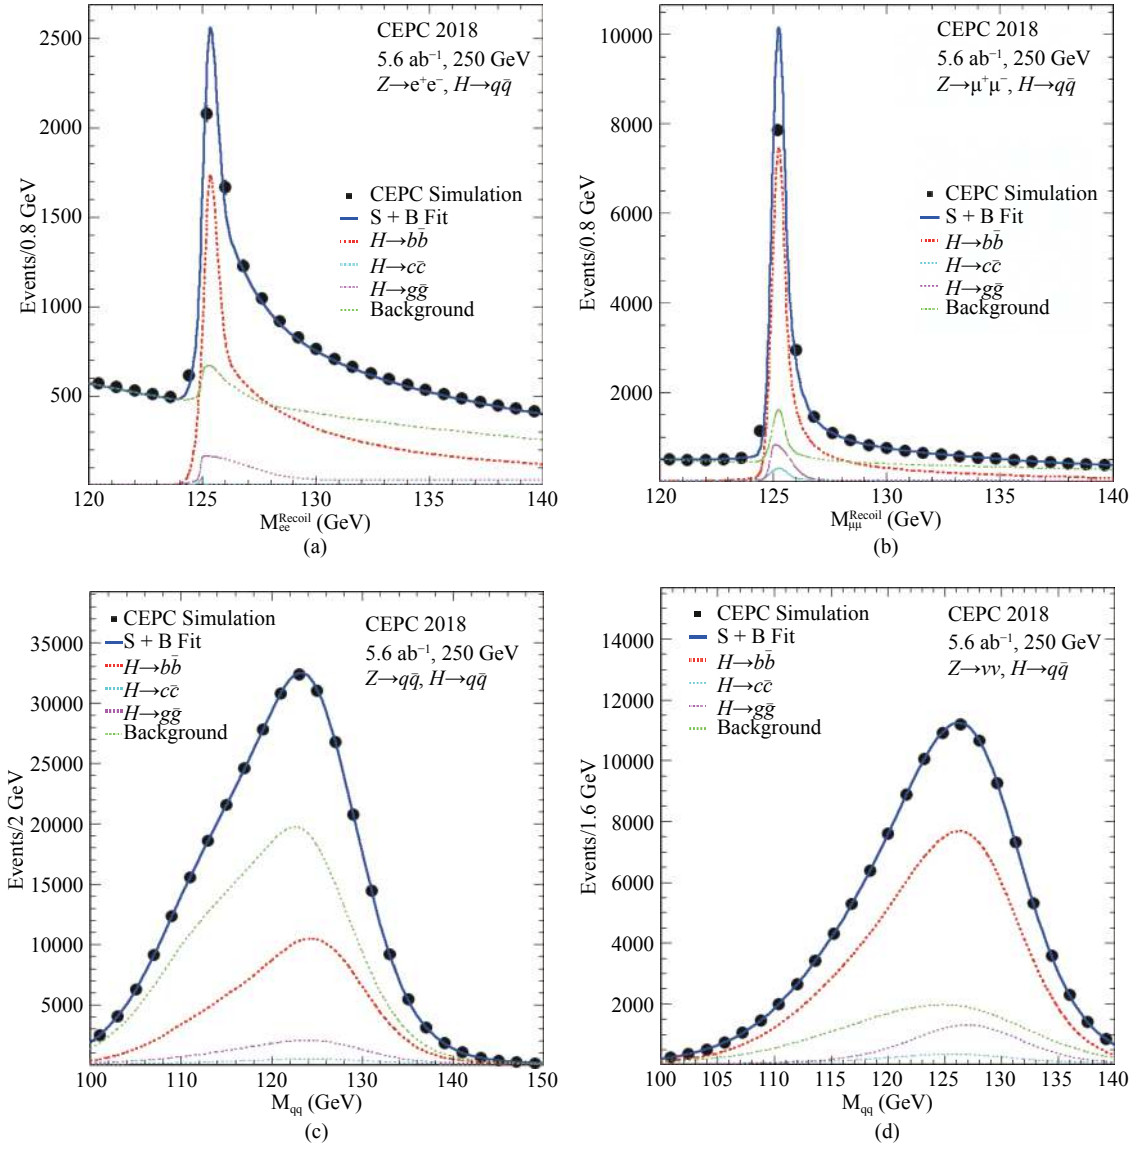 CEPC 2018
5.6 ab⁻¹, 250 GeV
Z→e⁺e⁻, H→qq̄
CEPC Simulation
S + B Fit
H→bb̄
H→cc̄
H→gḡ
Background
Events/0.8 GeV
2500
2000
1500
1000
500
120 125 130 135 140
M_ee^Recoil (GeV)
(a)
CEPC 2018
5.6 ab⁻¹, 250 GeV
Z→μ⁺μ⁻, H→qq̄
CEPC Simulation
S + B Fit
H→bb̄
H→cc̄
H→gḡ
Background
Events/0.8 GeV
10000
8000
6000
4000
2000
120 125 130 135 140
M_μμ^Recoil (GeV)
(b)
CEPC Simulation
S + B Fit
H→bb̄
H→cc̄
H→gḡ
Background
CEPC 2018
5.6 ab⁻¹, 250 GeV
Z→qq̄, H→qq̄
Events/2 GeV
35000
30000
25000
20000
15000
10000
5000
100 110 120 130 140 150
M_qq (GeV)
(c)
CEPC Simulation
S + B Fit
H→bb̄
H→cc̄
H→gḡ
Background
CEPC 2018
5.6 ab⁻¹, 250 GeV
Z→νν, H→qq̄
Events/1.6 GeV
14000
12000
10000
8000
6000
4000
2000
100 105 110 115 120 125 130 135 140
M_qq (GeV)
(d)